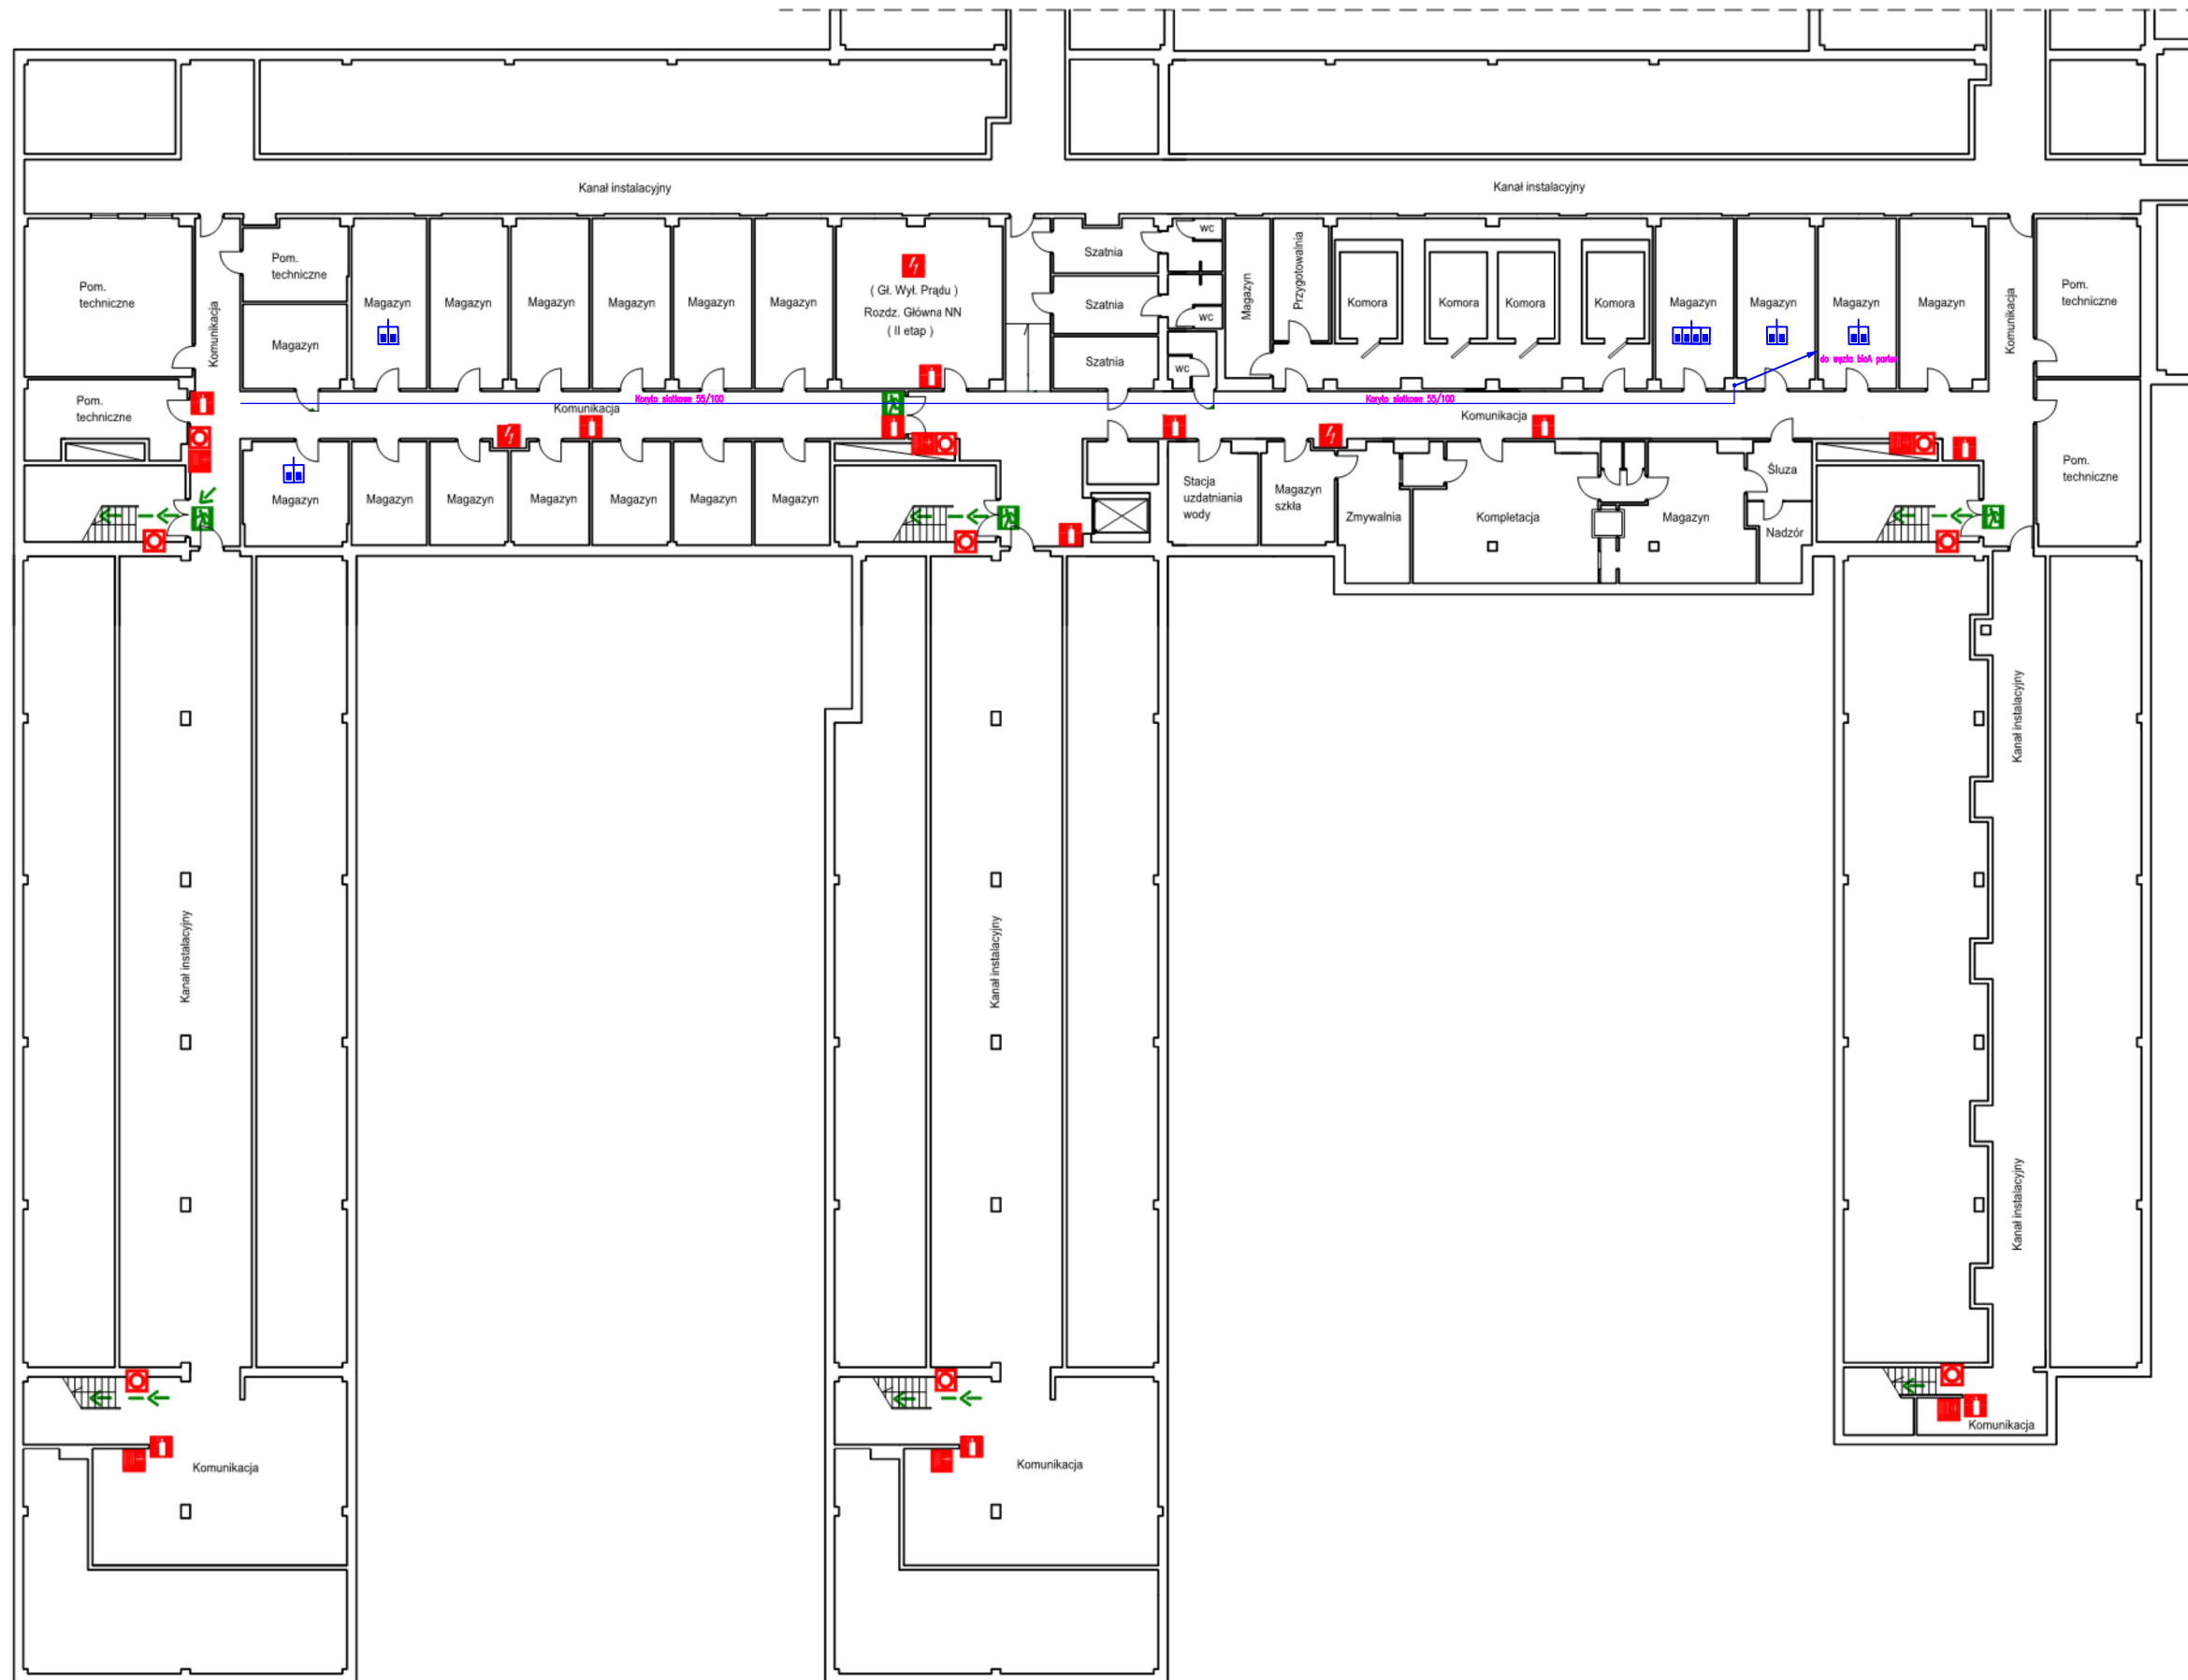 Kanał instalacyjny
Kanał instalacyjny
Pom.
techniczne
Komunikacja
Pom.
techniczne
Magazyn
Magazyn
Magazyn
Magazyn
Magazyn
Magazyn
Magazyn
( Gł. Wył. Prądu )
Rozdz. Główna NN
( II etap )
Szatnia
Szatnia
Szatnia
wc
wc
wc
Magazyn
Przygotowalnia
Komora
Komora
Komora
Komora
Magazyn
Magazyn
Magazyn
Magazyn
do węzła bioA parter
Komunikacja
Pom.
techniczne
Pom.
techniczne
Koryto siatkowe 55/100
Komunikacja
Koryto siatkowe 55/100
Komunikacja
Magazyn
Magazyn
Magazyn
Magazyn
Magazyn
Magazyn
Magazyn
Stacja
uzdatniania
wody
Magazyn
szkła
Zmywalnia
Kompletacja
Magazyn
Śluza
Nadzór
Pom.
techniczne
Kanał instalacyjny
Kanał instalacyjny
Kanał instalacyjny
Kanał instalacyjny
Komunikacja
Komunikacja
Komunikacja